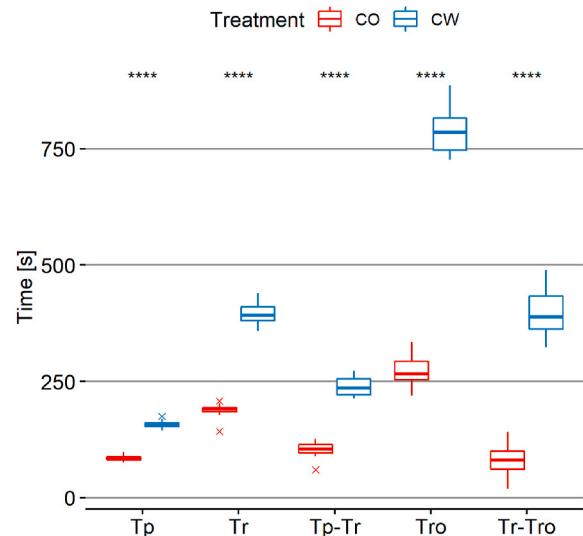 Treatment CO CW
**** **** **** **** ****
750
500
250
0
Time [s]
Tp Tr Tp-Tr Tro Tr-Tro